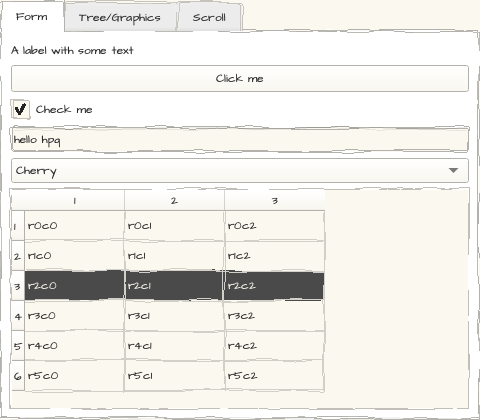 Form Tree/Graphics Scroll
A label with some text
Click me
Check me
hello hpq
Cherry
1 2 3
1 r0c0 r0c1 r0c2
2 r1c0 r1c1 r1c2
3 r2c0 r2c1 r2c2
4 r3c0 r3c1 r3c2
5 r4c0 r4c1 r4c2
6 r5c0 r5c1 r5c2